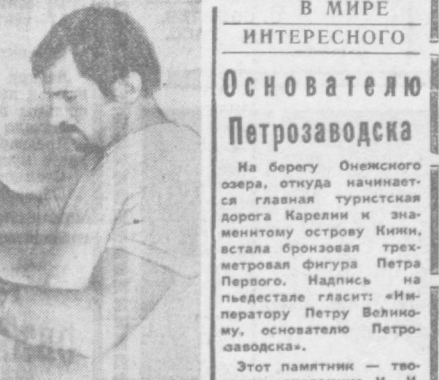 В МИРЕ
ИНТЕРЕСНОГО
Основателю
Петрозаводска
На берегу Онежского
озера, откуда начинает-
ся главная туристская
дорога Карелии к зна-
менитому острову Кижи,
встала бронзовая трех-
метровая фигура Петра
Первого. Надпись на
пьедестале гласит: «Им-
ператору Петру Велико-
му, основателю Петро-
заводска».
Этот памятник — тво-